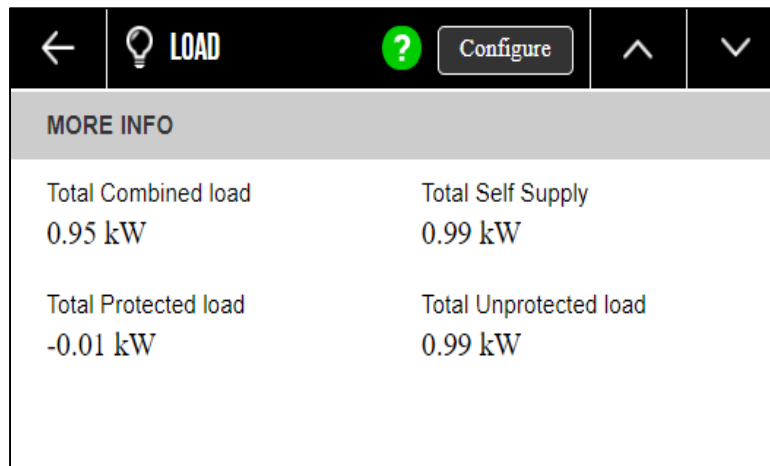 LOAD
?
Configure
MORE INFO
Total Combined load
0.95 kW
Total Self Supply
0.99 kW
Total Protected load
-0.01 kW
Total Unprotected load
0.99 kW